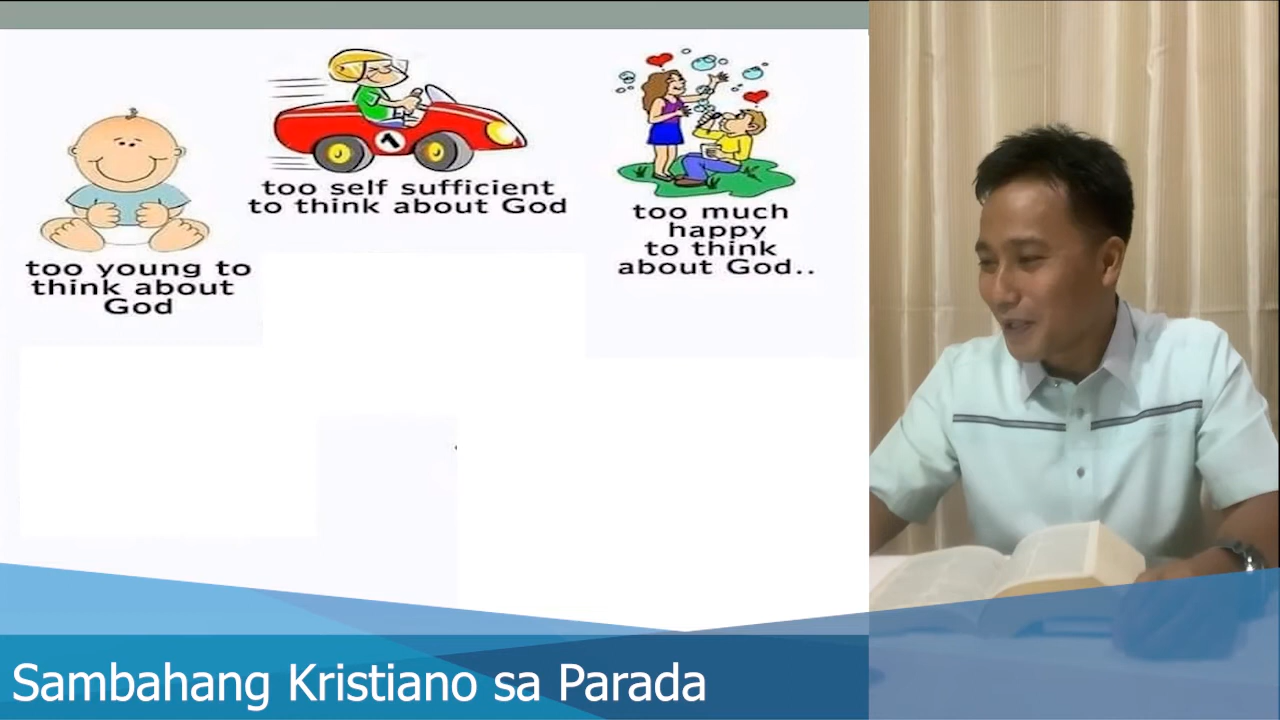 too young to
think about
God
too self sufficient
to think about God
too much
happy
to think
about God..
Sambahang Kristiano sa Parada